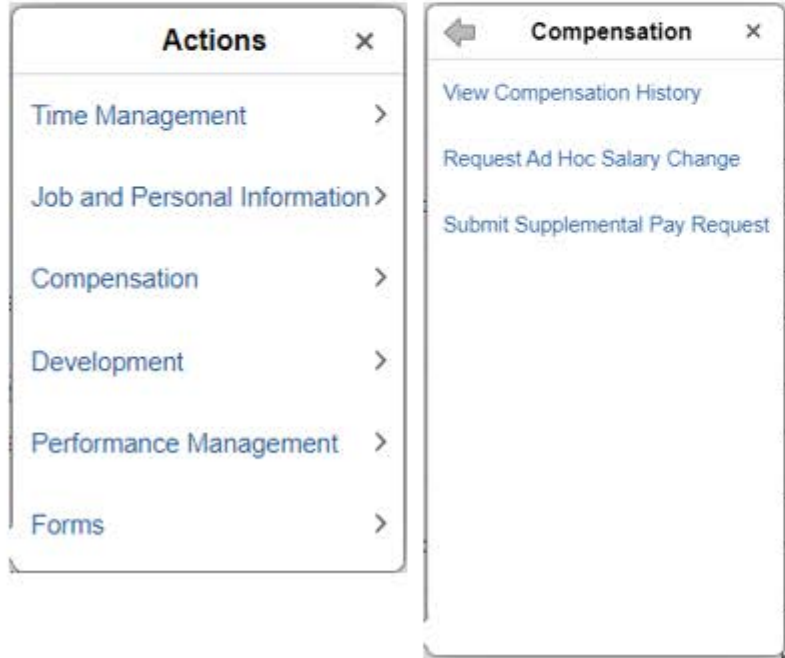 Actions
Time Management
Job and Personal Information
Compensation
Development
Performance Management
Forms
Compensation
View Compensation History
Request Ad Hoc Salary Change
Submit Supplemental Pay Request